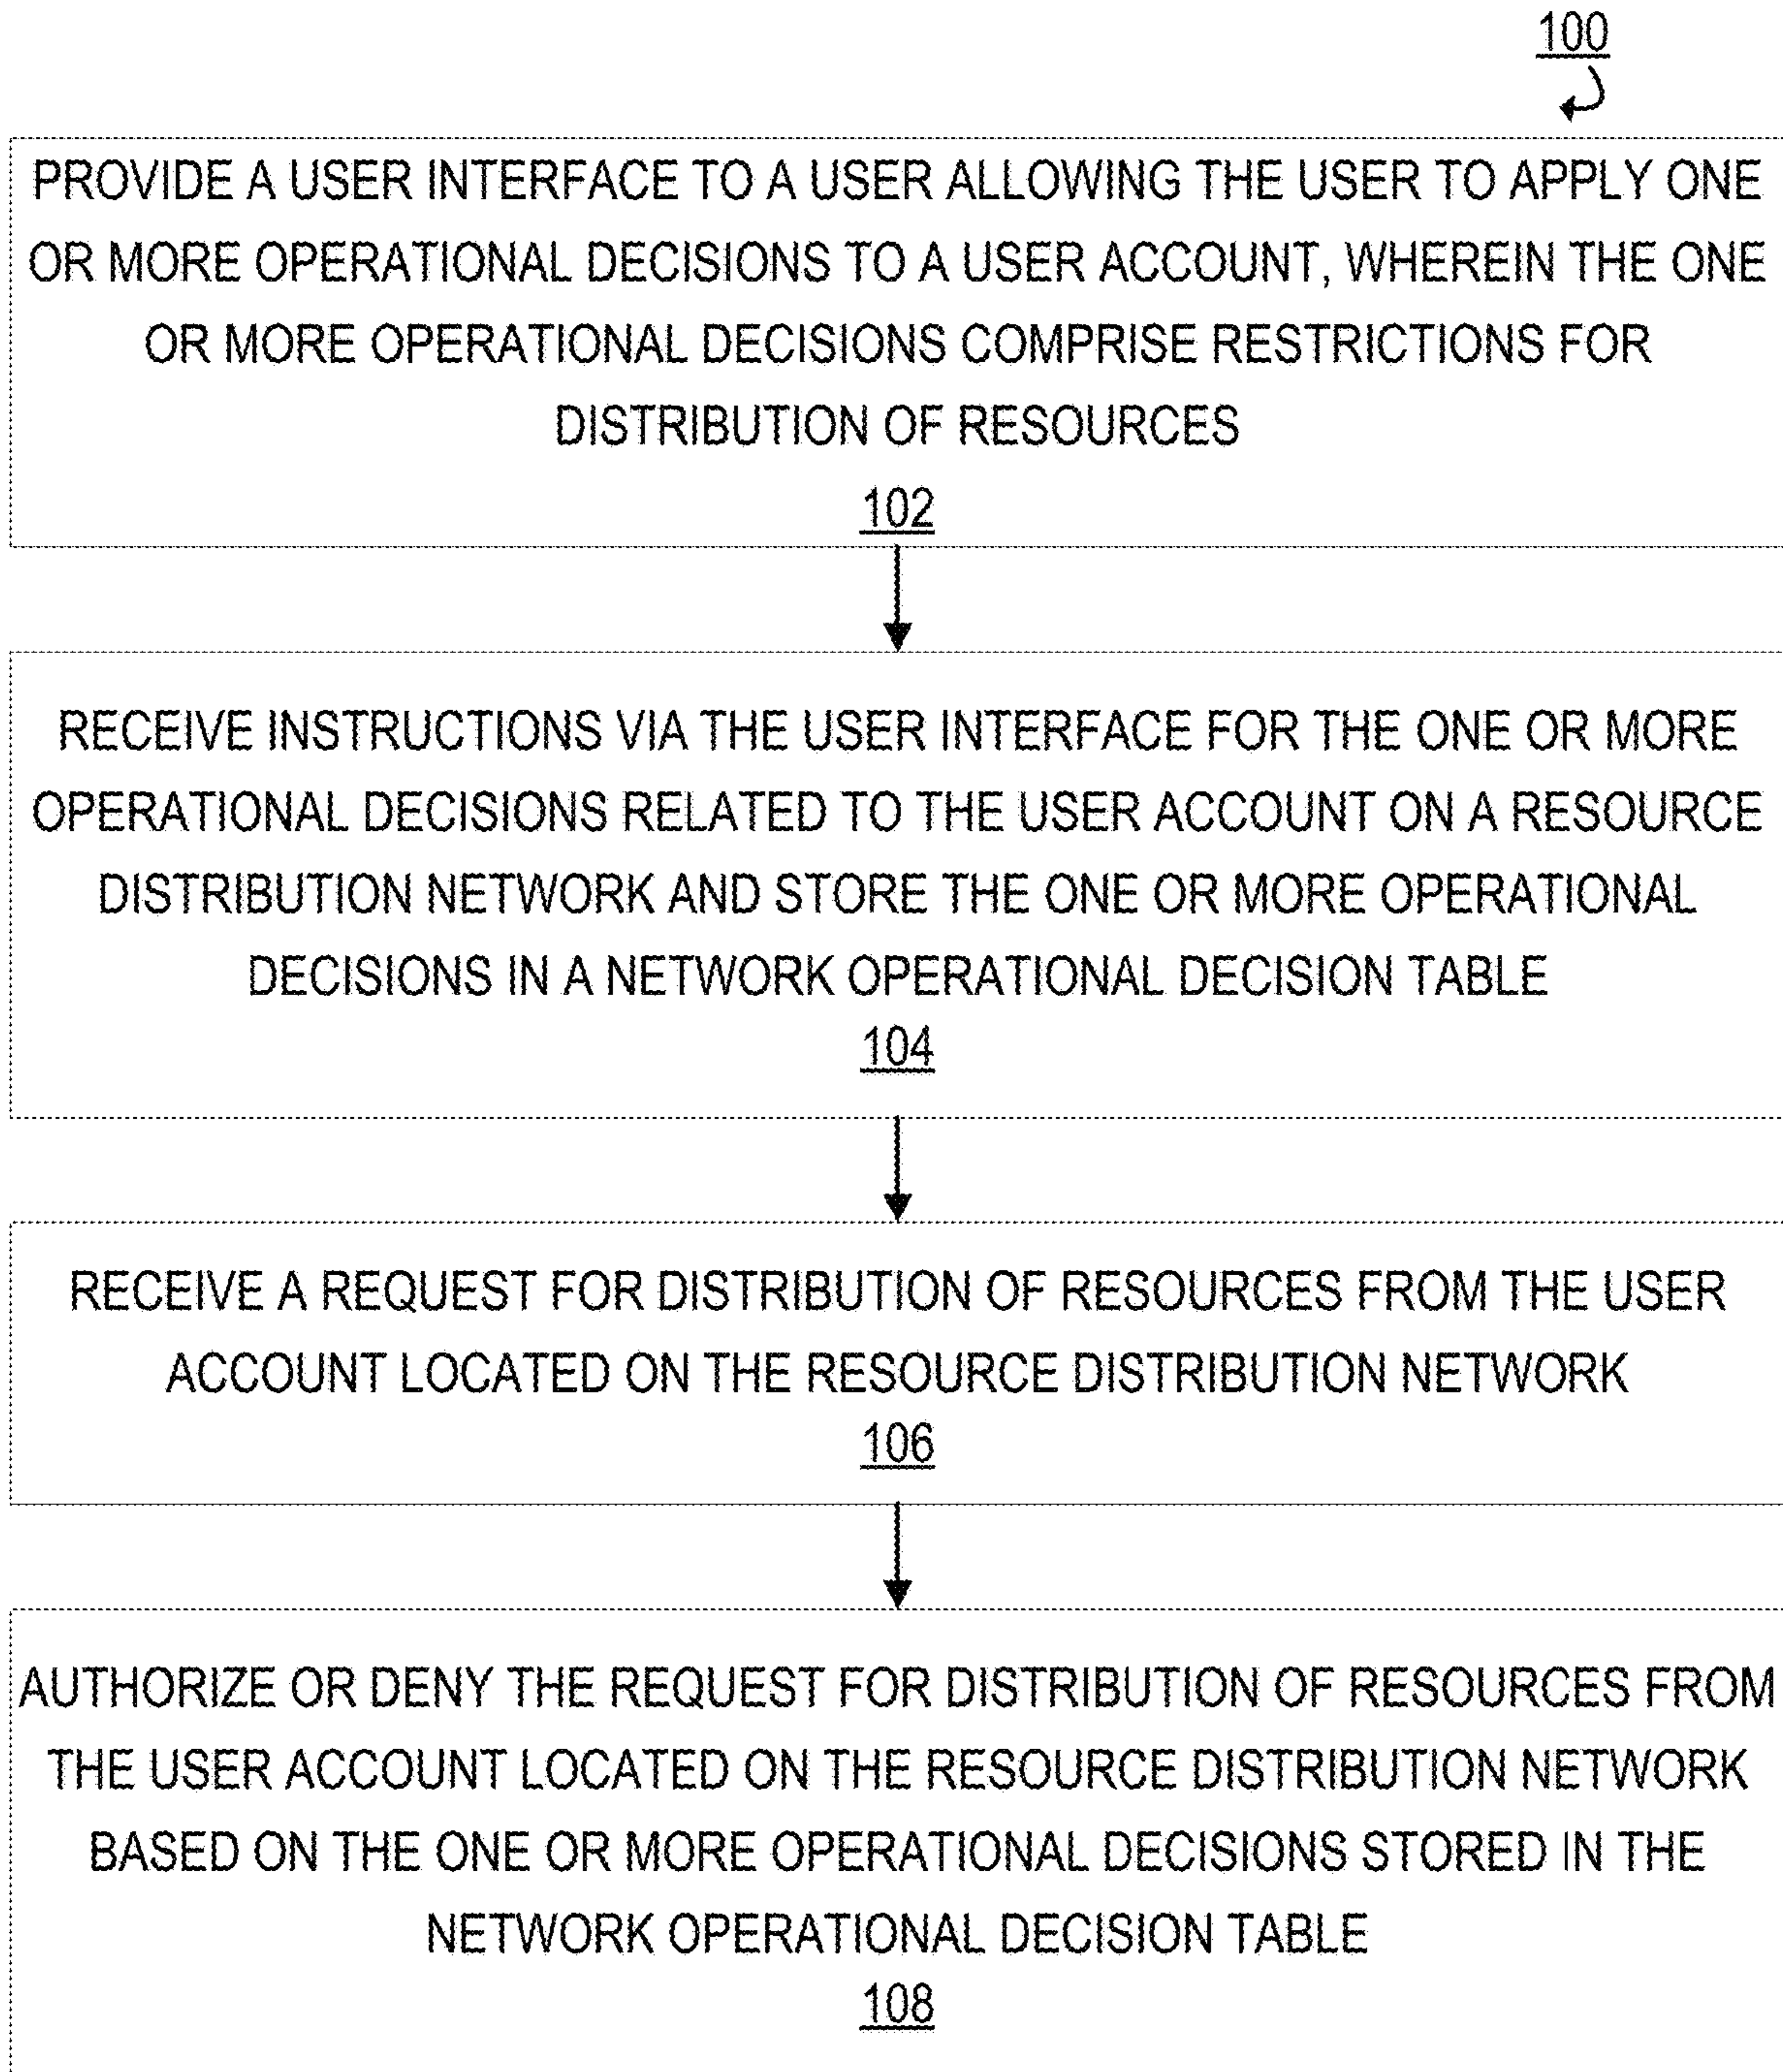 100
PROVIDE A USER INTERFACE TO A USER ALLOWING THE USER TO APPLY ONE
OR MORE OPERATIONAL DECISIONS TO A USER ACCOUNT, WHEREIN THE ONE
OR MORE OPERATIONAL DECISIONS COMPRISE RESTRICTIONS FOR
DISTRIBUTION OF RESOURCES
102
RECEIVE INSTRUCTIONS VIA THE USER INTERFACE FOR THE ONE OR MORE
OPERATIONAL DECISIONS RELATED TO THE USER ACCOUNT ON A RESOURCE
DISTRIBUTION NETWORK AND STORE THE ONE OR MORE OPERATIONAL
DECISIONS IN A NETWORK OPERATIONAL DECISION TABLE
104
RECEIVE A REQUEST FOR DISTRIBUTION OF RESOURCES FROM THE USER
ACCOUNT LOCATED ON THE RESOURCE DISTRIBUTION NETWORK
106
AUTHORIZE OR DENY THE REQUEST FOR DISTRIBUTION OF RESOURCES FROM
THE USER ACCOUNT LOCATED ON THE RESOURCE DISTRIBUTION NETWORK
BASED ON THE ONE OR MORE OPERATIONAL DECISIONS STORED IN THE
NETWORK OPERATIONAL DECISION TABLE
108